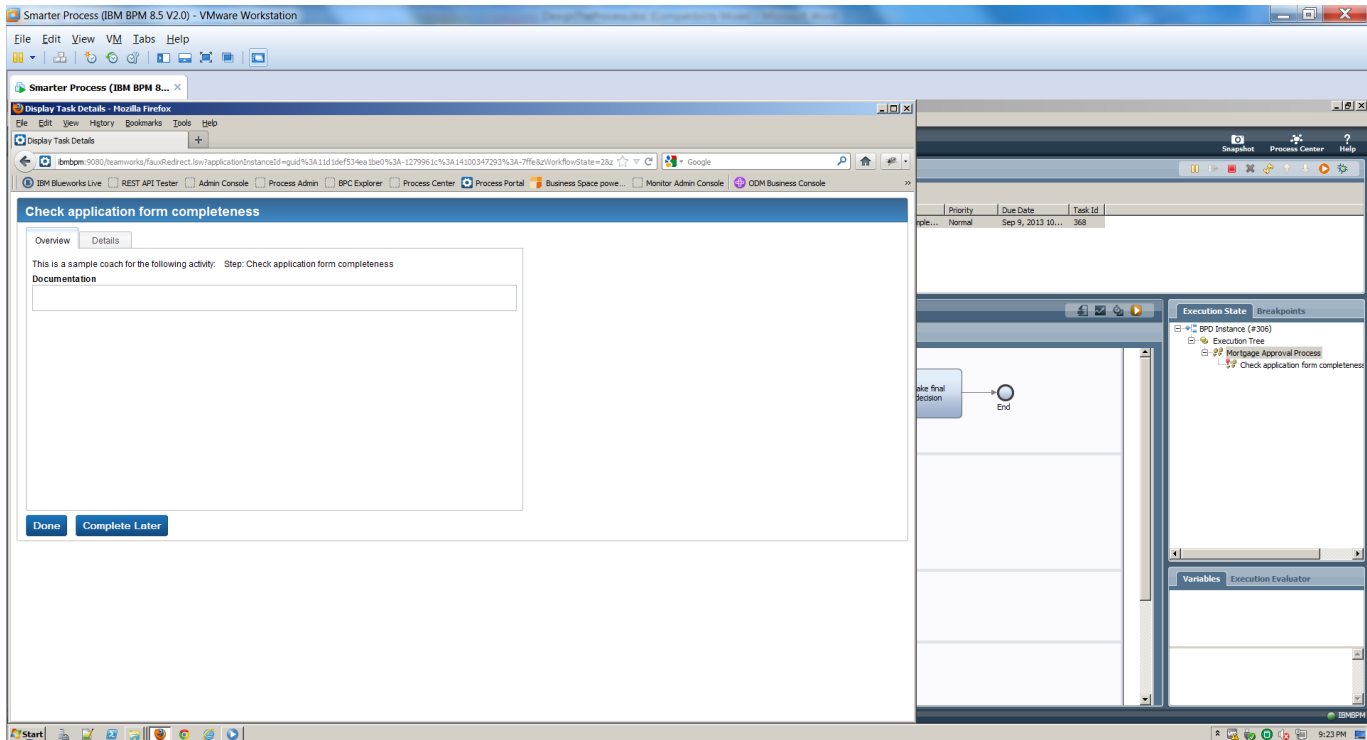 Smarter Process (IBM BPM 8.5 V2.0) - VMware Workstation
File Edit View VM Tabs Help
Smarter Process (IBM BPM 8... ×
Display Task Details - Mozilla Firefox
File Edit View History Bookmarks Tools Help
Display Task Details +
ibmbpm:9080/teamworks/fauxRedirect.lsw?applicationInstanceId=guid%3A11d1def534ea1be0%3A-1279961c%3A14100347293%3A-7ffe&zWorkflowState=2&z
Google
IBM Blueworks Live REST API Tester Admin Console Process Admin BPC Explorer Process Center Process Portal Business Space powe... Monitor Admin Console ODM Business Console »
Check application form completeness
Overview Details
This is a sample coach for the following activity: Step: Check application form completeness
Documentation
Done Complete Later
Snapshot Process Center Help
Priority Due Date Task Id
mple... Normal Sep 9, 2013 10... 368
Execution State Breakpoints
BPD Instance (#306)
Execution Tree
Mortgage Approval Process
Check application form completeness
ake final
decision
End
Variables Execution Evaluator
IBMBPM
Start
9:23 PM